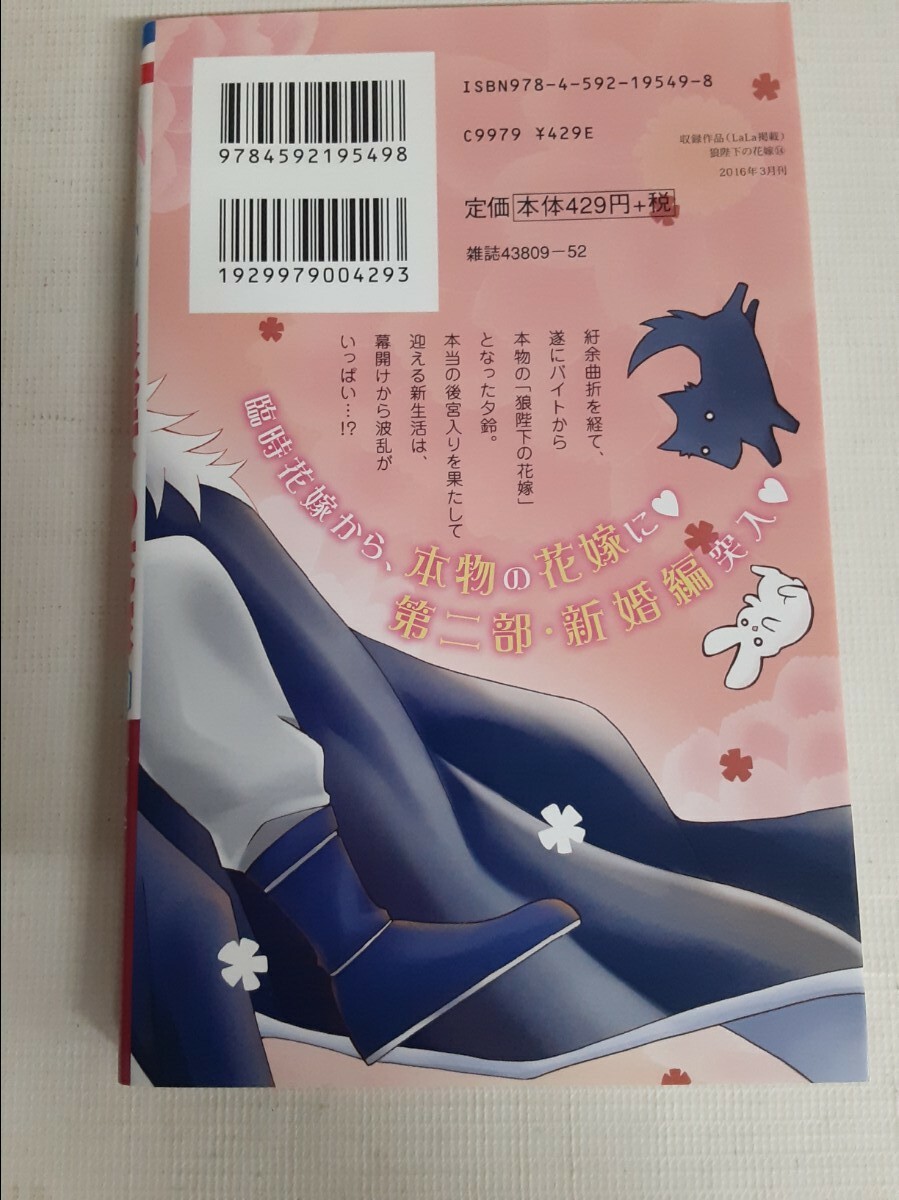 ISBN978-4-592-19549-8
9784592195498
C9979 ¥429E
収録作品(LaLa掲載)
狼陛下の花嫁⑭
2016年3月刊
定価 本体429円+税
1929979004293
雑誌43809-52
紆余曲折を経て、
遂にバイトから
本物の「狼陛下の花嫁」
となった夕鈴。
本当の後宮入りを果たして
迎える新生活は、
幕開けから波乱が
いっぱい…!?
臨時花嫁から、本物の花嫁に♥
第二部・新婚編突入♥